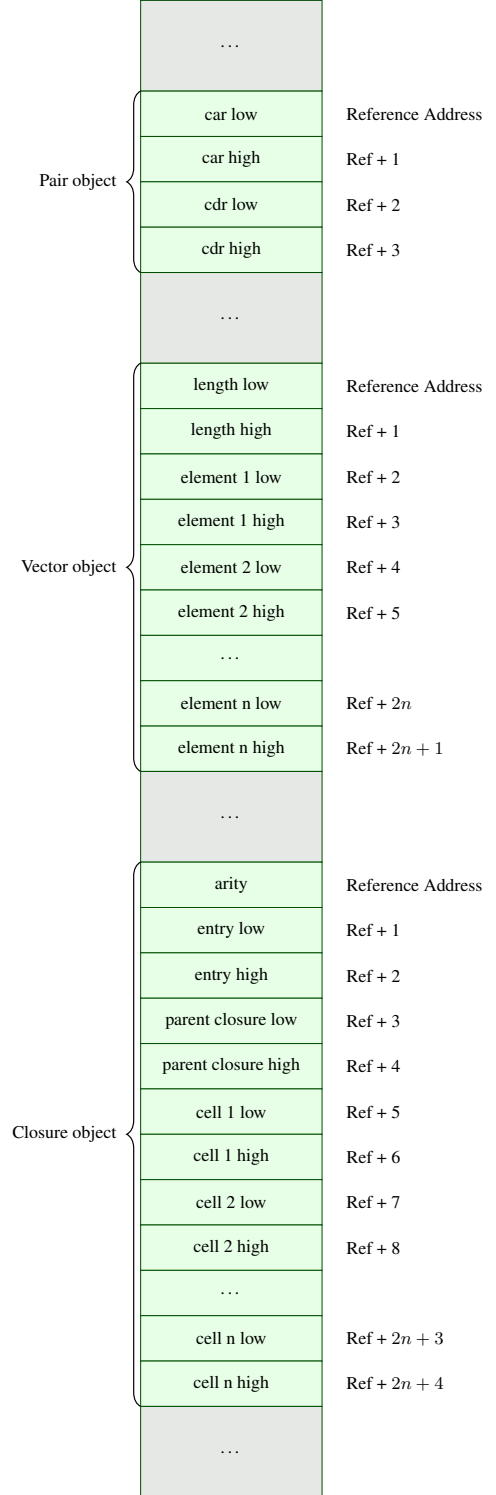 ...
car low Reference Address
car high Ref + 1
Pair object
cdr low Ref + 2
cdr high Ref + 3
...
length low Reference Address
length high Ref + 1
element 1 low Ref + 2
element 1 high Ref + 3
Vector object element 2 low Ref + 4
element 2 high Ref + 5
...
element n low Ref + 2n
element n high Ref + 2n + 1
...
arity Reference Address
entry low Ref + 1
entry high Ref + 2
parent closure low Ref + 3
parent closure high Ref + 4
cell 1 low Ref + 5
Closure object
cell 1 high Ref + 6
cell 2 low Ref + 7
cell 2 high Ref + 8
...
cell n low Ref + 2n + 3
cell n high Ref + 2n + 4
...